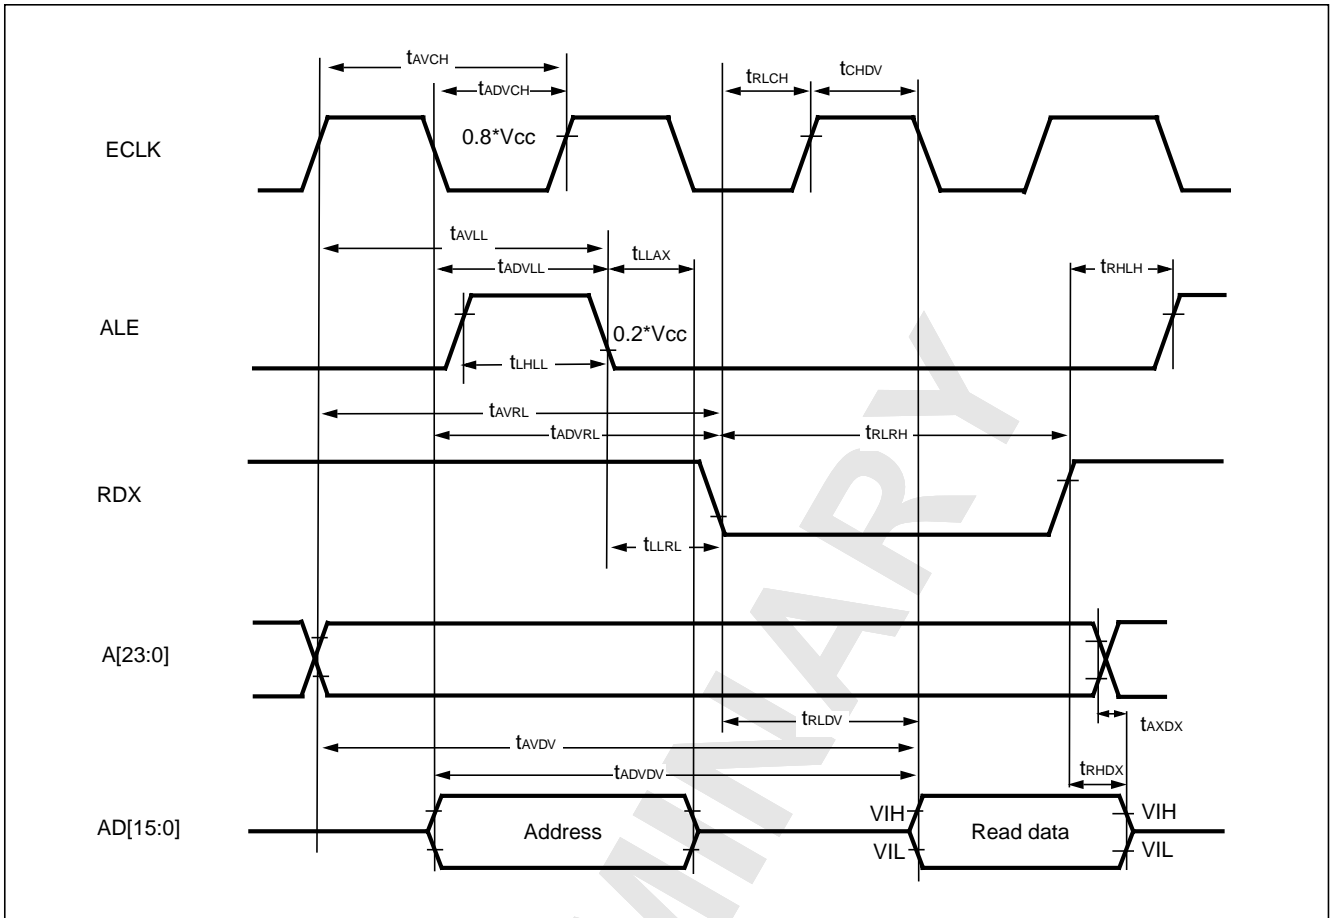 tAVCH
tRLCH
tCHDV
tADVCH
0.8*Vcc
ECLK
tAVLL
tLLAX
tADVLL
tRHLH
ALE
0.2*Vcc
tLHLL
tAVRL
tADVRL
tRLRH
RDX
tLLRL
A[23:0]
tRLDV
tAXDX
tAVDV
tADVDV
tRHDX
AD[15:0]
Address
VIH
VIL
Read data
VIH
VIL
MINARY